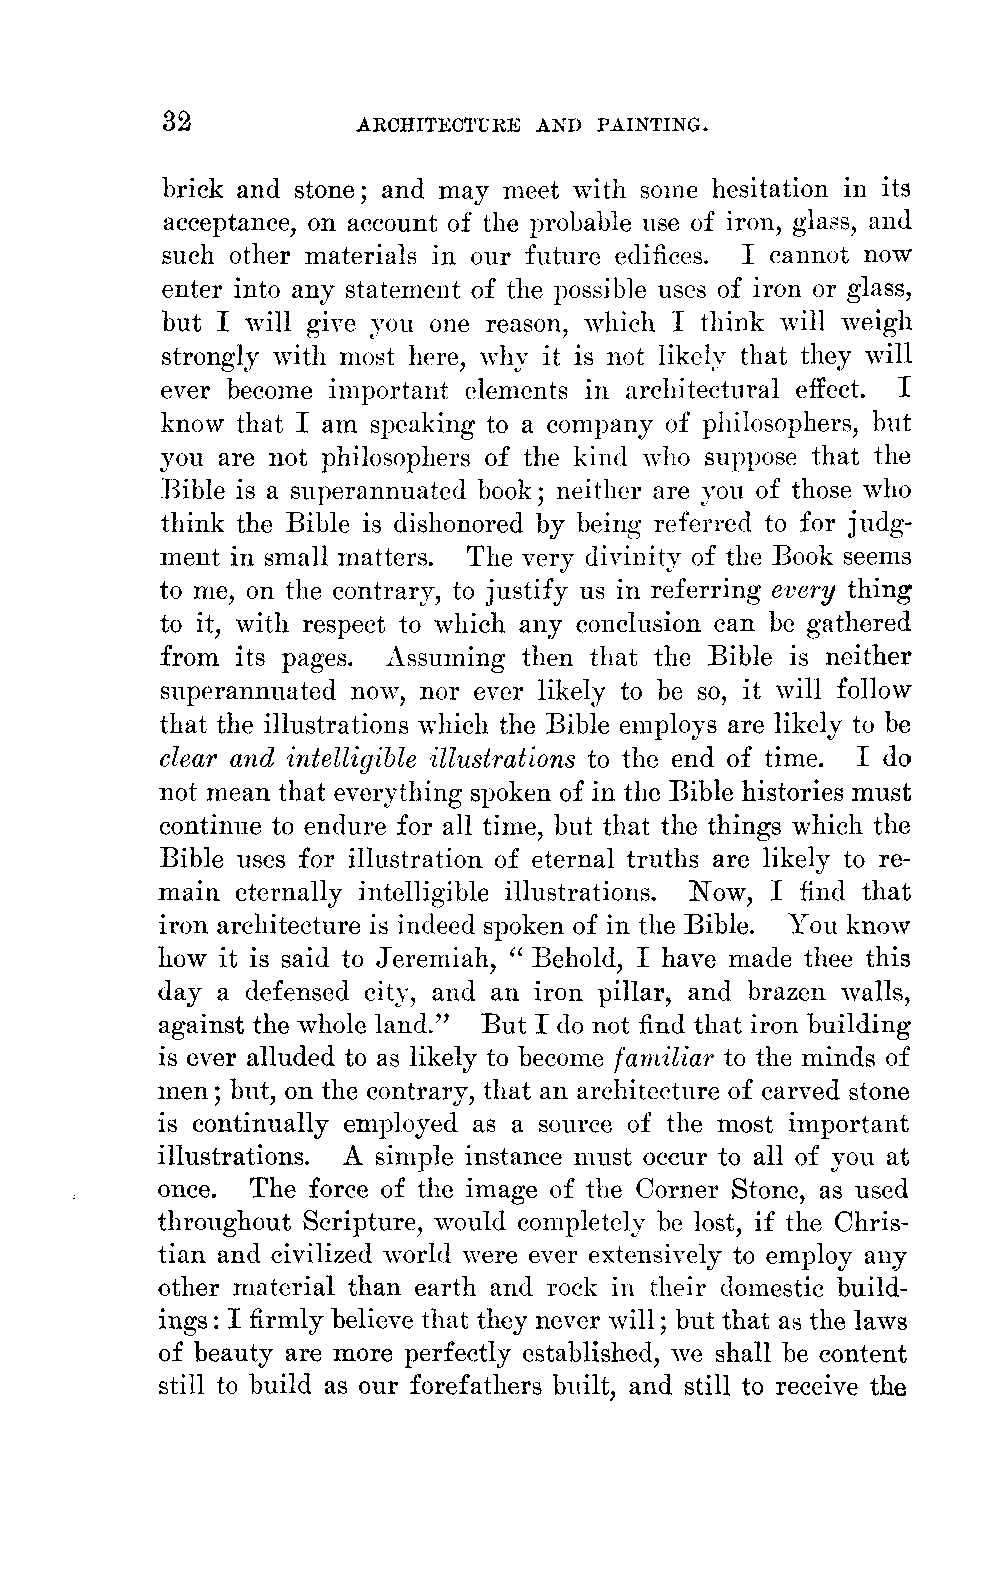 32 ARCHITECTURE AND PAINTING.
brick and stone; and may meet with some hesitation in its
acceptance, on account of the probable use of iron, glass, and
such other materials in our future edifices. I cannot now
enter into any statement of the possible uses of iron or glass,
but I will give you one reason, which I think will weigh
strongly with most here, why it is not likely that they will
ever become important elements in architectural effect. I
know that I am speaking to a company of philosophers, but
you are not philosophers of the kind who suppose that the
Bible is a superannuated book; neither are you of those who
think the Bible is dishonored by being referred to for judg-
ment in small matters. The very divinity of the Book seems
to me, on the contrary, to justify us in referring every thing
to it, with respect to which any conclusion can be gathered
from its pages. Assuming then that the Bible is neither
superannuated now, nor ever likely to be so, it will follow
that the illustrations which the Bible employs are likely to be
clear and intelligible illustrations to the end of time. I do
not mean that everything spoken of in the Bible histories must
continue to endure for all time, but that the things which the
Bible uses for illustration of eternal truths are likely to re-
main eternally intelligible illustrations. Now, I find that
iron architecture is indeed spoken of in the Bible. You know
how it is said to Jeremiah, “ Behold, I have made thee this
day a defensed city, and an iron pillar, and brazen walls,
against the whole land.” But I do not find that iron building
is ever alluded to as likely to become familiar to the minds of
men; but, on the contrary, that an architecture of carved stone
is continually employed as a source of the most important
illustrations. A simple instance must occur to all of you at
once. The force of the image of the Corner Stone, as used
throughout Scripture, would completely be lost, if the Chris-
tian and civilized world were ever extensively to employ any
other material than earth and rock in their domestic build-
ings: I firmly believe that they never will; but that as the laws
of beauty are more perfectly established, we shall be content
still to build as our forefathers built, and still to receive the